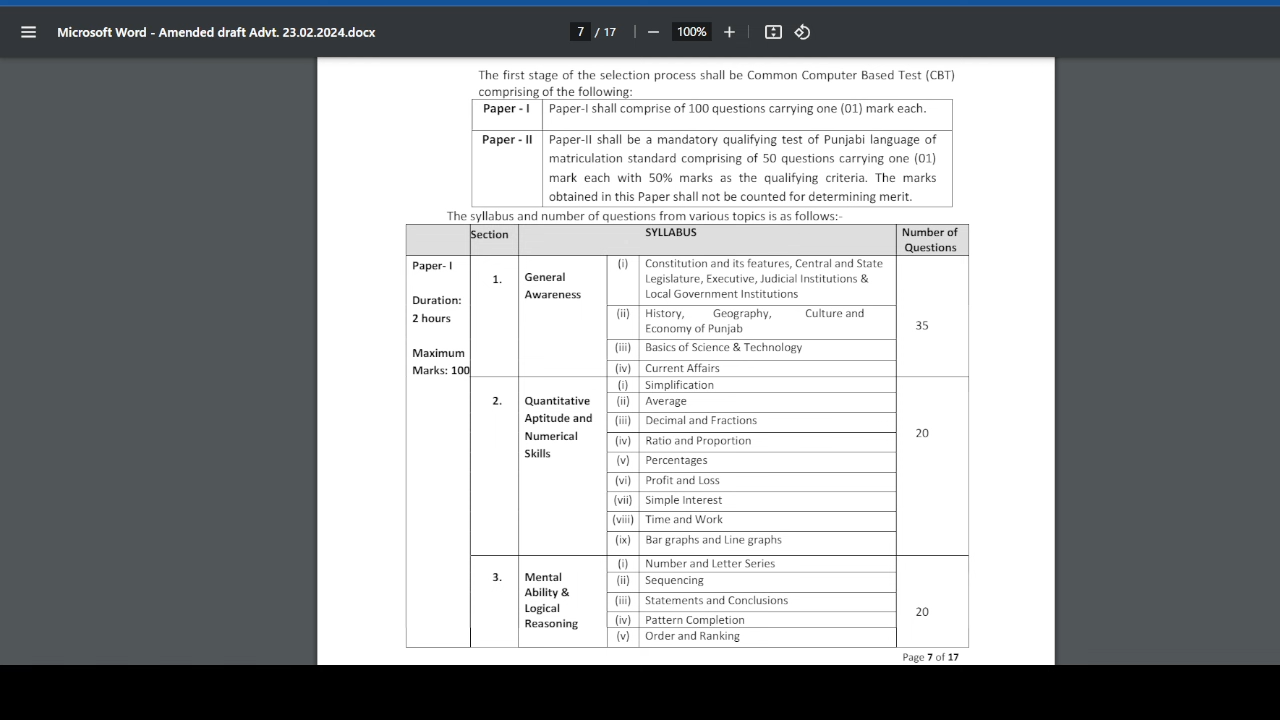 Microsoft Word - Amended draft Advt. 23.02.2024.docx
7 / 17
100%
The first stage of the selection process shall be Common Computer Based Test (CBT)
comprising of the following:
Paper - I
Paper-I shall comprise of 100 questions carrying one (01) mark each.
Paper - II
Paper-II shall be a mandatory qualifying test of Punjabi language of
matriculation standard comprising of 50 questions carrying one (01)
mark each with 50% marks as the qualifying criteria. The marks
obtained in this Paper shall not be counted for determining merit.
The syllabus and number of questions from various topics is as follows:-
Section
SYLLABUS
Number of
Questions
Paper- I
Duration:
2 hours
Maximum
Marks: 100
1.
General
Awareness
(i) Constitution and its features, Central and State
Legislature, Executive, Judicial Institutions &
Local Government Institutions
(ii) History, Geography, Culture and
Economy of Punjab
(iii) Basics of Science & Technology
(iv) Current Affairs
35
2.
Quantitative
Aptitude and
Numerical
Skills
(i) Simplification
(ii) Average
(iii) Decimal and Fractions
(iv) Ratio and Proportion
(v) Percentages
(vi) Profit and Loss
(vii) Simple Interest
(viii) Time and Work
(ix) Bar graphs and Line graphs
20
3.
Mental
Ability &
Logical
Reasoning
(i) Number and Letter Series
(ii) Sequencing
(iii) Statements and Conclusions
(iv) Pattern Completion
(v) Order and Ranking
20
Page 7 of 17